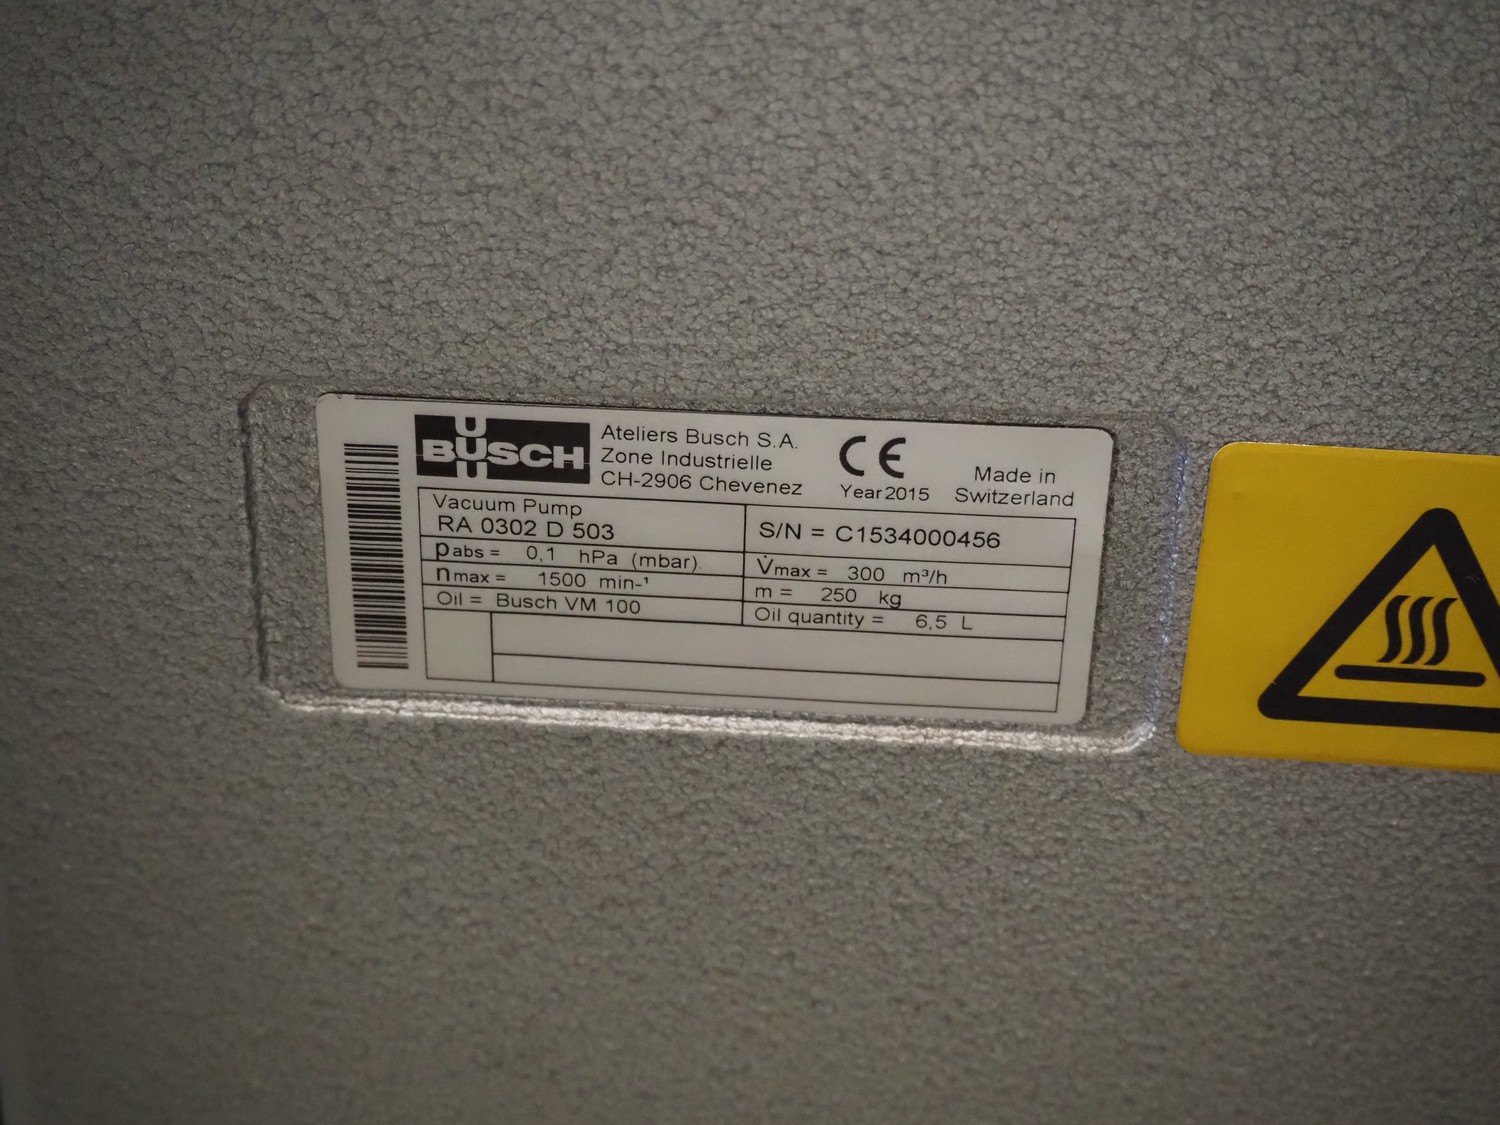 BUSCH
Ateliers Busch S.A.
Zone Industrielle
CH-2906 Chevenez
CE
Year 2015
Made in
Switzerland
Vacuum Pump
RA 0302 D 503
S/N = C1534000456
pabs = 0,1 hPa (mbar)
V̇max = 300 m³/h
nmax = 1500 min-¹
m = 250 kg
Oil = Busch VM 100
Oil quantity = 6,5 L